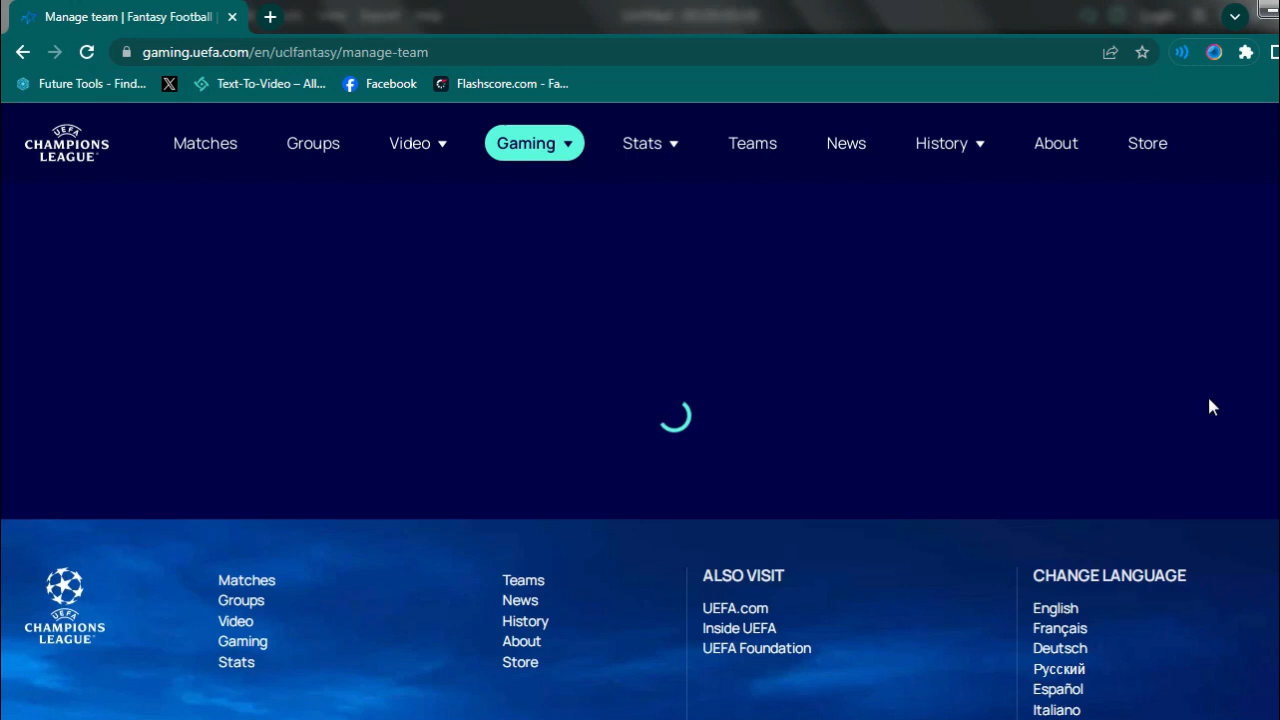 Manage team | Fantasy Football
gaming.uefa.com/en/uclfantasy/manage-team
Future Tools - Find...
X
Text-To-Video – All...
Facebook
Flashscore.com - Fa...
UEFA
CHAMPIONS
LEAGUE
Matches
Groups
Video
Gaming
Stats
Teams
News
History
About
Store
UEFA
CHAMPIONS
LEAGUE
Matches
Groups
Video
Gaming
Stats
Teams
News
History
About
Store
ALSO VISIT
UEFA.com
Inside UEFA
UEFA Foundation
CHANGE LANGUAGE
English
Français
Deutsch
Русский
Español
Italiano